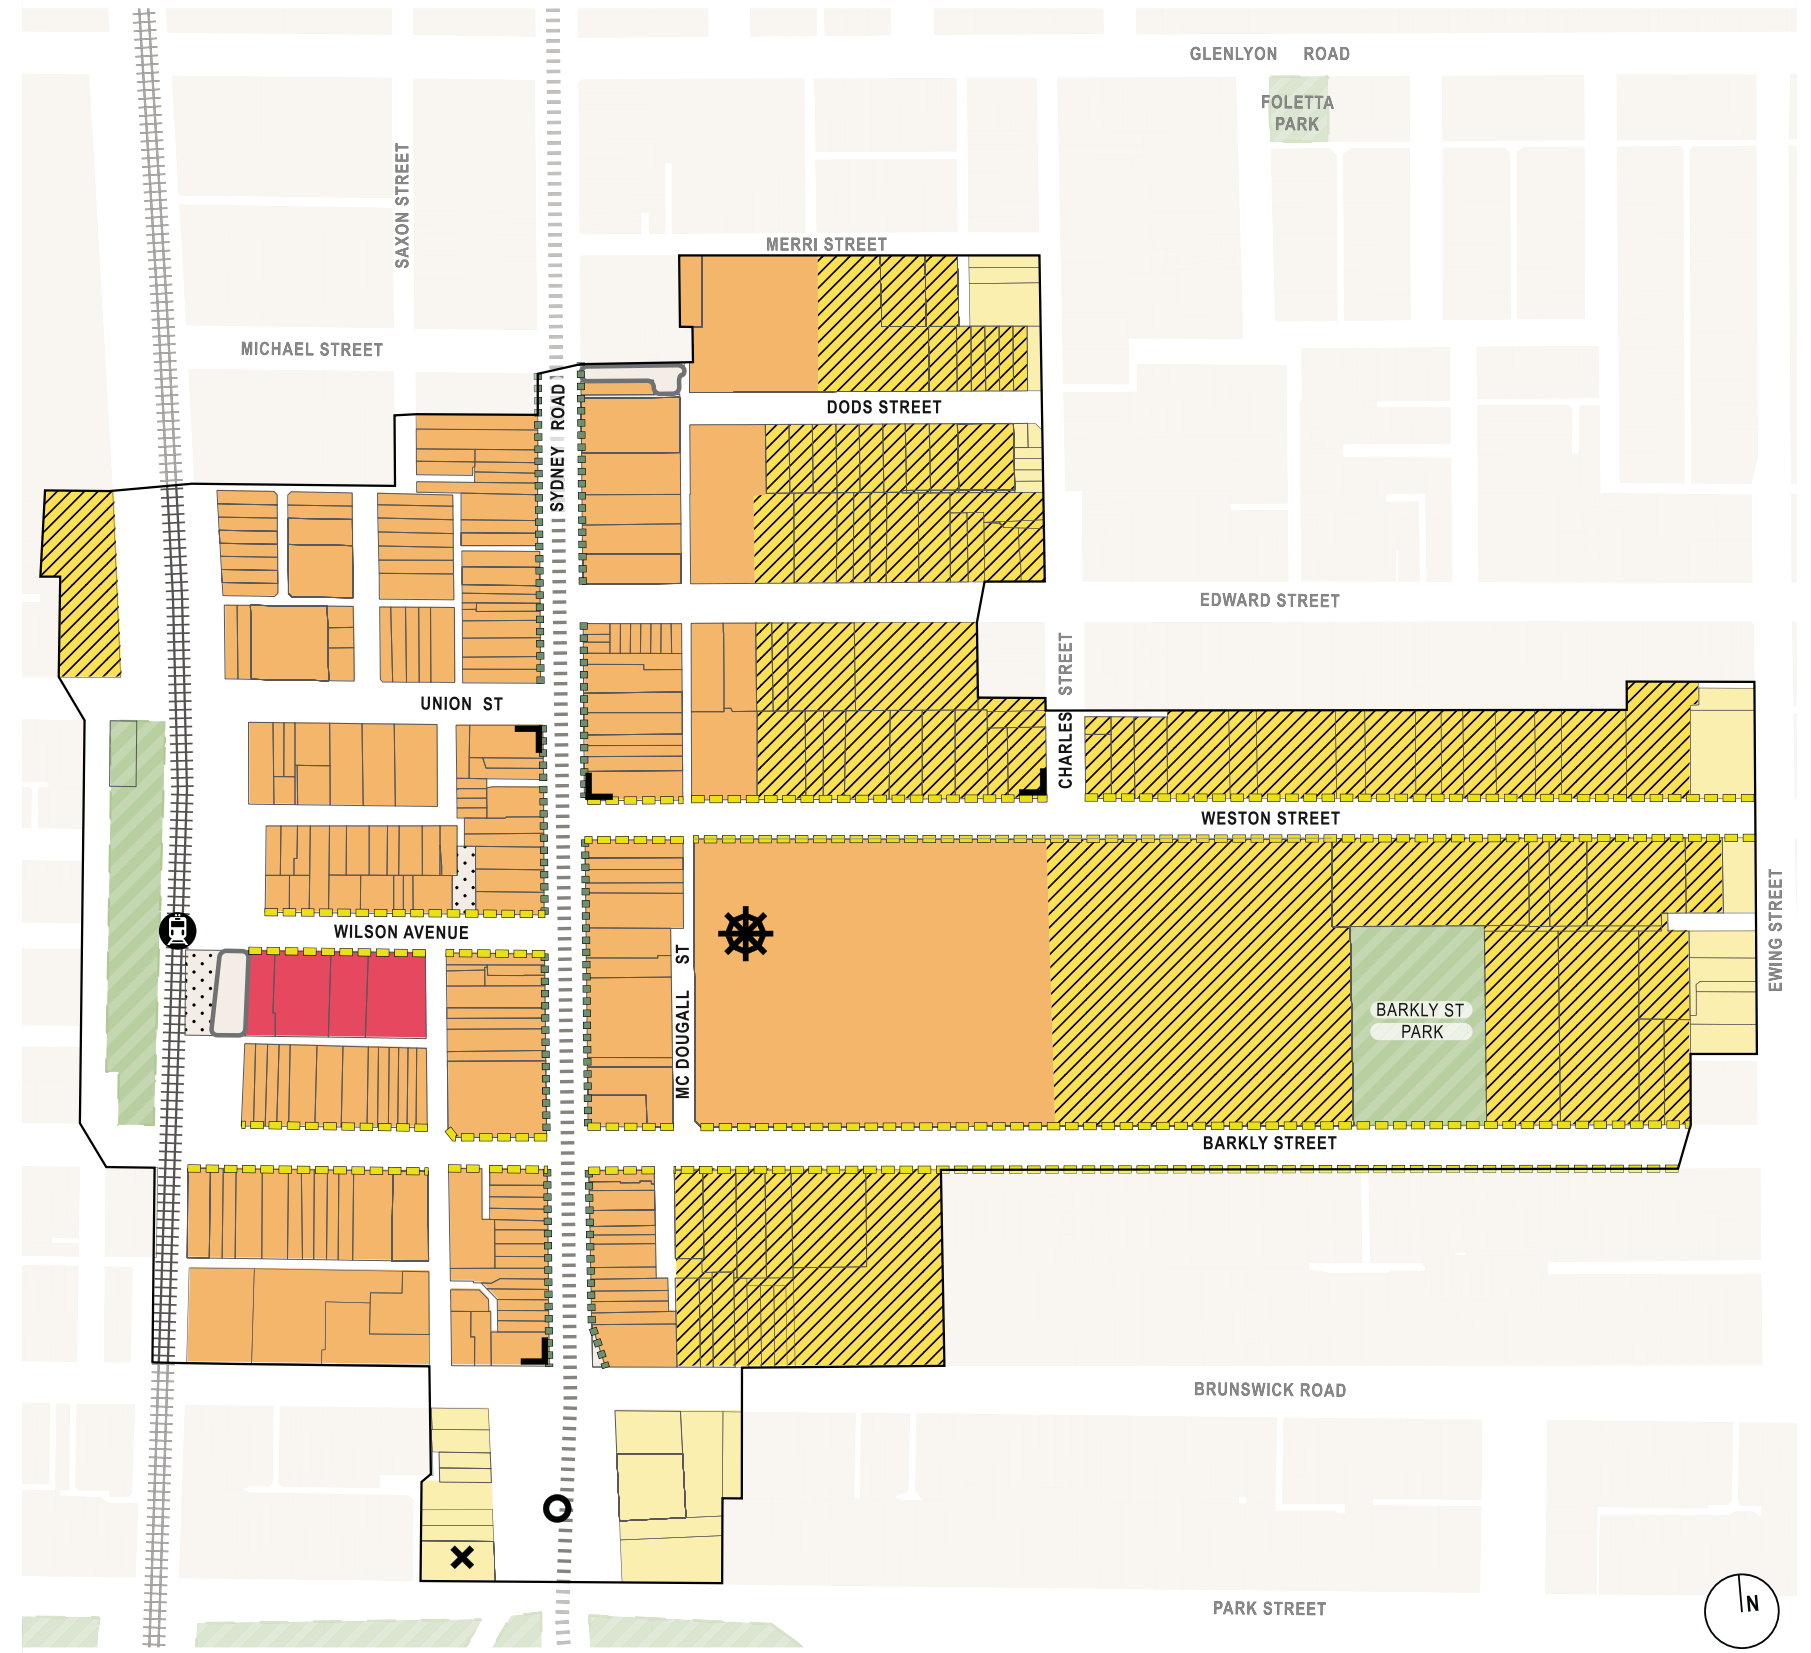 GLENLYON ROAD
FOLETTA
PARK
SAXON STREET
MERRI STREET
MICHAEL STREET
SYDNEY ROAD
DODS STREET
EDWARD STREET
CHARLES STREET
UNION ST
WESTON STREET
WILSON AVENUE
EWING STREET
MC DOUGALL ST
BARKLY ST
PARK
BARKLY STREET
BRUNSWICK ROAD
PARK STREET
N